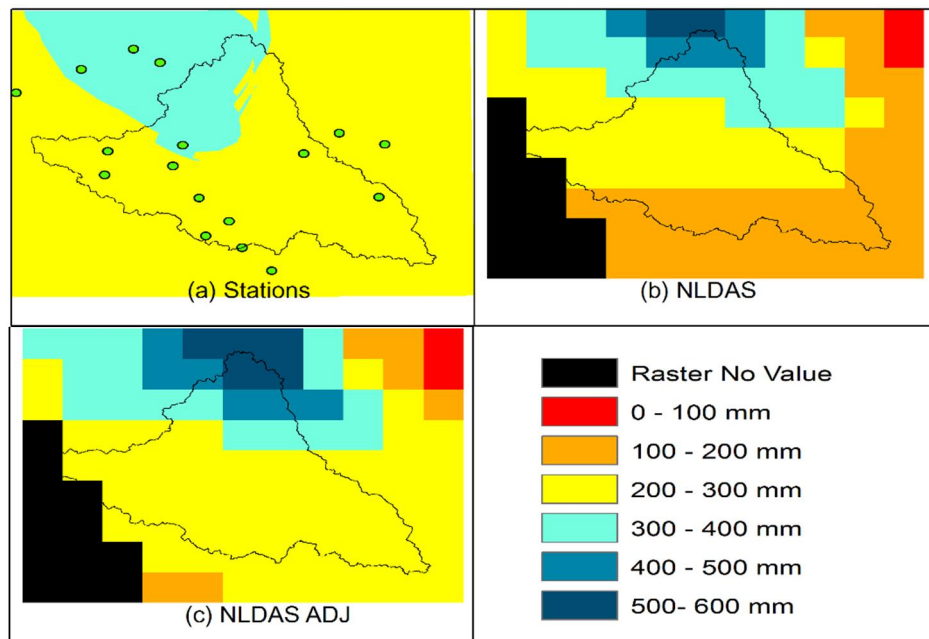 (a) Stations
(b) NLDAS
(c) NLDAS ADJ
Raster No Value
0 - 100 mm
100 - 200 mm
200 - 300 mm
300 - 400 mm
400 - 500 mm
500- 600 mm